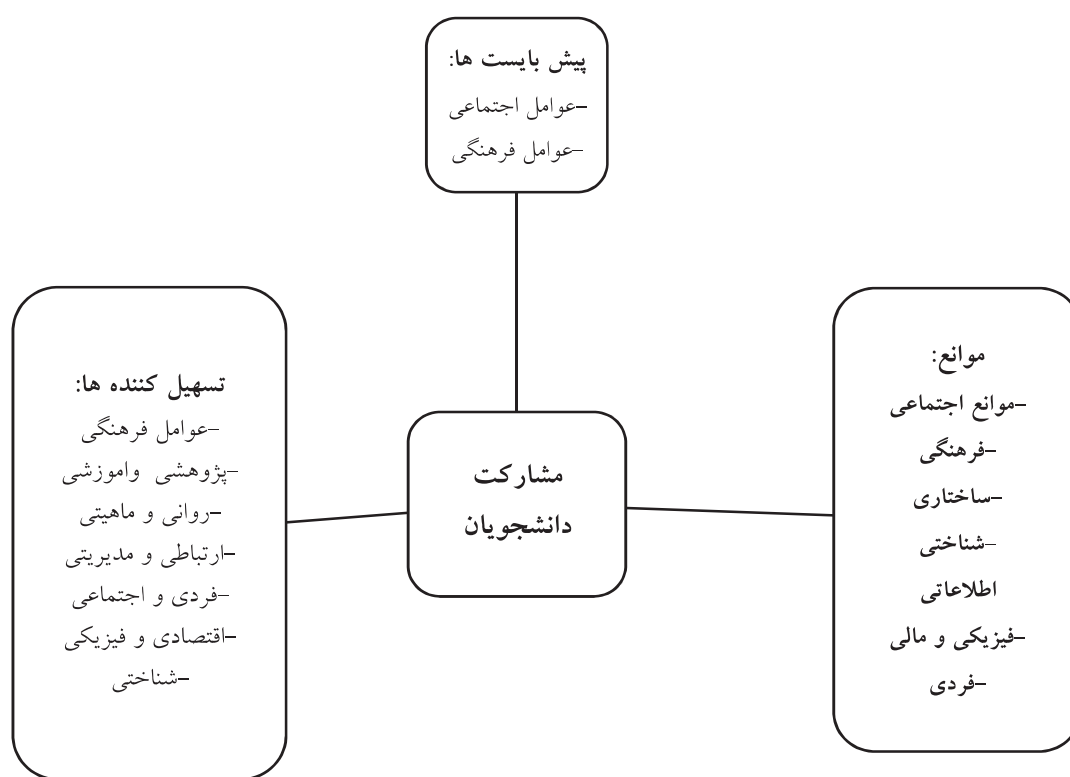 پیش بایست ها:
-عوامل اجتماعی
-عوامل فرهنگی
موانع:
-موانع اجتماعی
-فرهنگی
-ساختاری
-شناختی
اطلاعاتی
-فیزیکی و مالی
-فردی
مشارکت
دانشجویان
تسهیل کننده ها:
-عوامل فرهنگی
-پژوهشی واموزشی
-روانی و ماهیتی
-ارتباطی و مدیریتی
-فردی و اجتماعی
-اقتصادی و فیزیکی
-شناختی